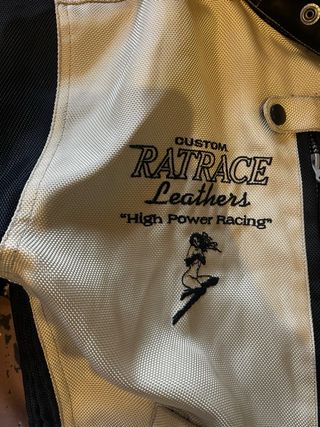 CUSTOM
RATRACE
Leathers
"High Power Racing"